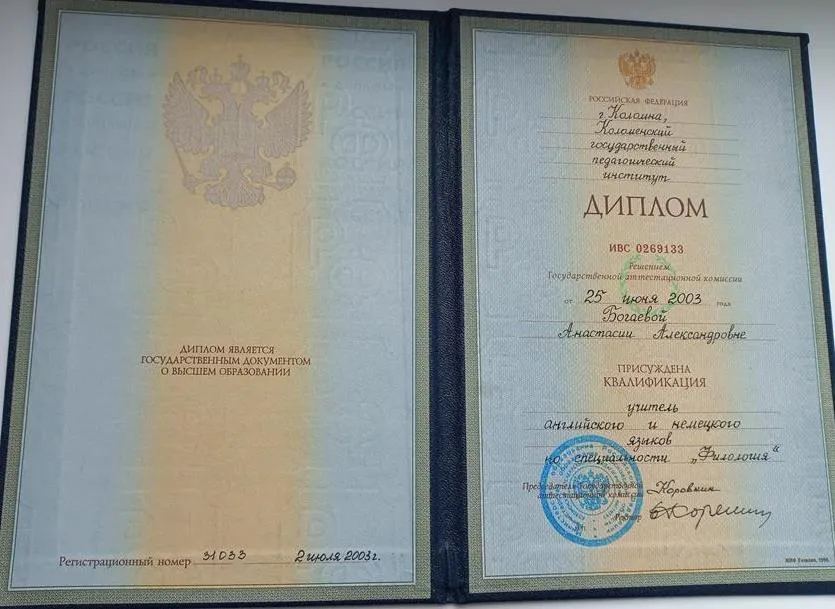 ДИПЛОМ ЯВЛЯЕТСЯ
ГОСУДАРСТВЕННЫМ ДОКУМЕНТОМ
О ВЫСШЕМ ОБРАЗОВАНИИ
Регистрационный номер 31033 2 июля 2003г.
РОССИЙСКАЯ ФЕДЕРАЦИЯ
г. Коломна,
Коломенский
государственный
педагогический
институт
ДИПЛОМ
ИВС 0269133
Решением
Государственной аттестационной комиссии
от 25 июня 2003 года
Богаевой
Анастасии Александровне
ПРИСУЖДЕНА
КВАЛИФИКАЦИЯ
учитель
английского и немецкого
языков
по специальности „Филология“
Председатель Государственной
аттестационной комиссии
Ректор